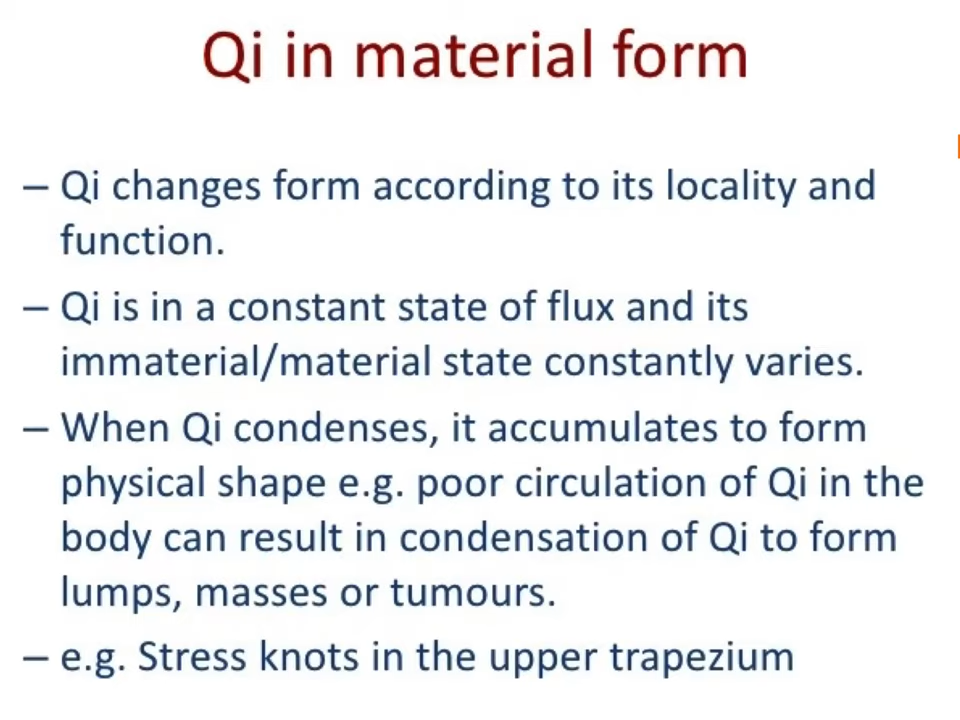 Qi in material form
– Qi changes form according to its locality and
function.
– Qi is in a constant state of flux and its
immaterial/material state constantly varies.
– When Qi condenses, it accumulates to form
physical shape e.g. poor circulation of Qi in the
body can result in condensation of Qi to form
lumps, masses or tumours.
– e.g. Stress knots in the upper trapezium